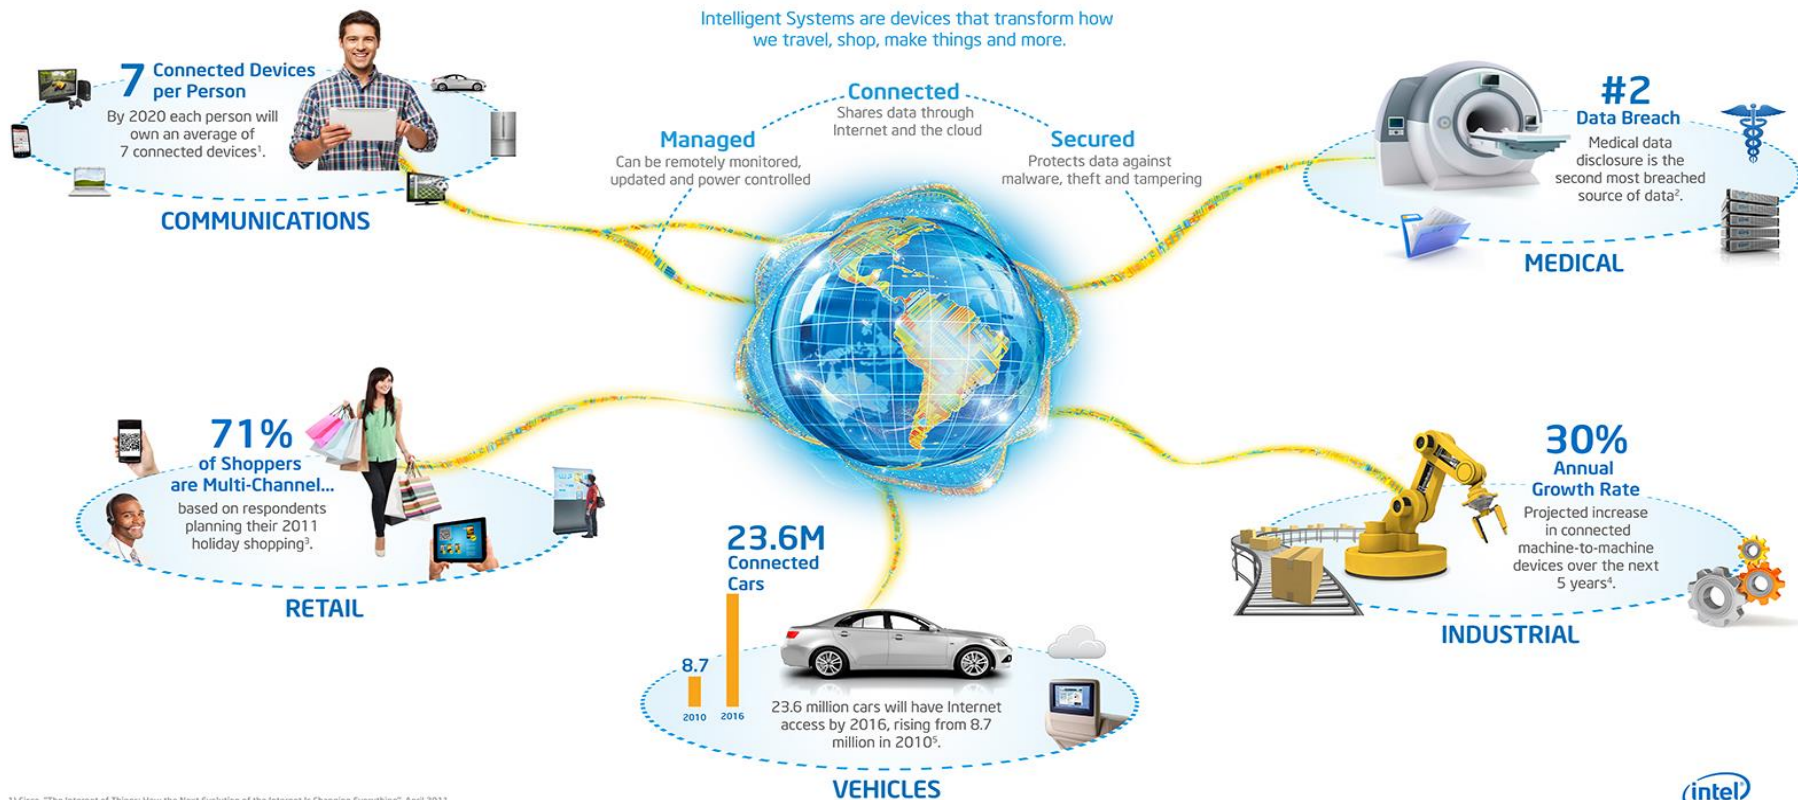 Intelligent Systems are devices that transform how
we travel, shop, make things and more.
7 Connected Devices
per Person
By 2020 each person will
own an average of
7 connected devices¹.
COMMUNICATIONS
Managed
Can be remotely monitored,
updated and power controlled
Connected
Shares data through
Internet and the cloud
Secured
Protects data against
malware, theft and tampering
#2
Data Breach
Medical data
disclosure is the
second most breached
source of data².
MEDICAL
71%
of Shoppers
are Multi-Channel...
based on respondents
planning their 2011
holiday shopping³.
RETAIL
23.6M
Connected
Cars
8.7
2010 2016
23.6 million cars will have Internet
access by 2016, rising from 8.7
million in 2010⁵.
VEHICLES
30%
Annual
Growth Rate
Projected increase
in connected
machine-to-machine
devices over the next
5 years⁴.
INDUSTRIAL
intel